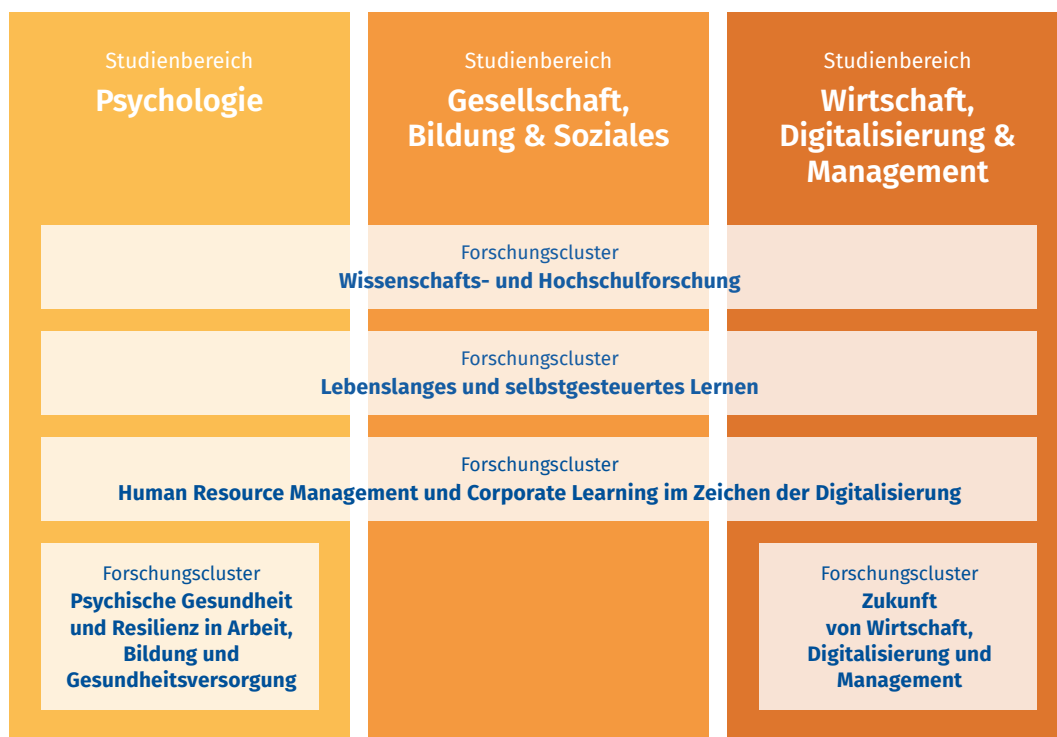 Studienbereich
Psychologie
Studienbereich
Gesellschaft,
Bildung & Soziales
Studienbereich
Wirtschaft,
Digitalisierung &
Management
Forschungscluster
Wissenschafts- und Hochschulforschung
Forschungscluster
Lebenslanges und selbstgesteuertes Lernen
Forschungscluster
Human Resource Management und Corporate Learning im Zeichen der Digitalisierung
Forschungscluster
Psychische Gesundheit
und Resilienz in Arbeit,
Bildung und
Gesundheitsversorgung
Forschungscluster
Zukunft
von Wirtschaft,
Digitalisierung und
Management